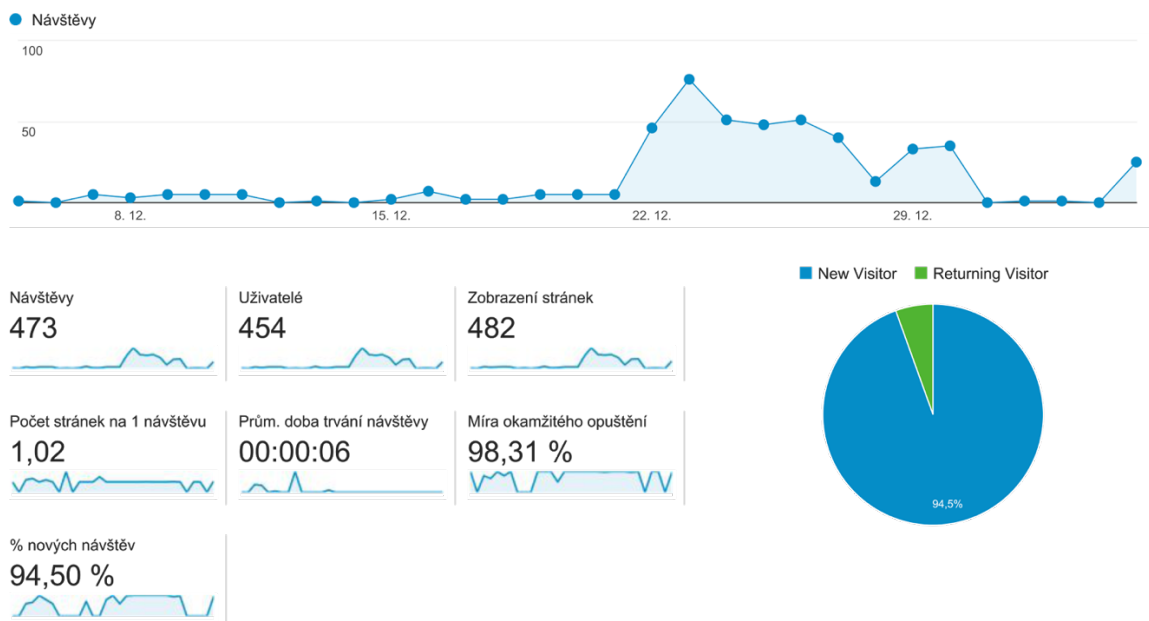 Návštěvy
100
50
8. 12.
15. 12.
22. 12.
29. 12.
New Visitor
Returning Visitor
Návštěvy
473
Uživatelé
454
Zobrazení stránek
482
Počet stránek na 1 návštěvu
1,02
Prům. doba trvání návštěvy
00:00:06
Míra okamžitého opuštění
98,31 %
94,5%
% nových návštěv
94,50 %